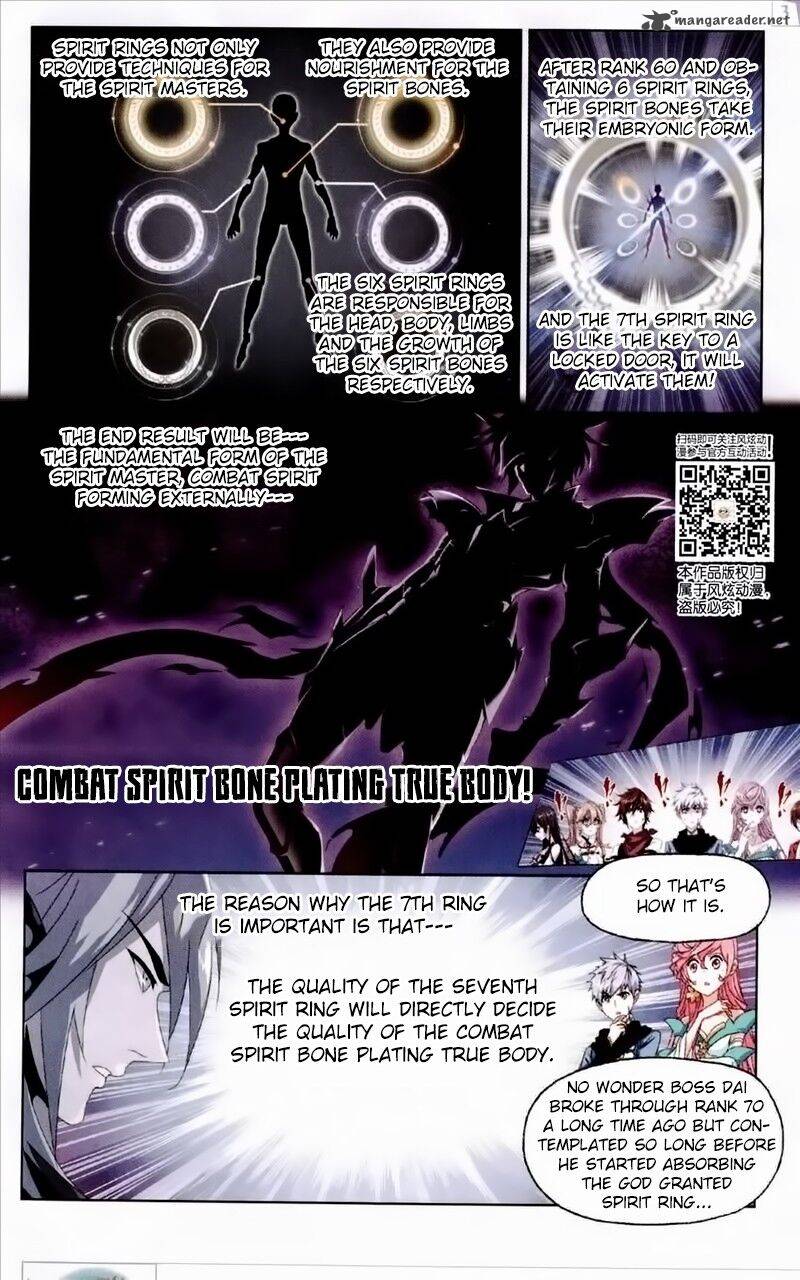 3
mangareader.net
SPIRIT RINGS NOT ONLY
PROVIDE TECHNIQUES FOR
THE SPIRIT MASTERS.
THEY ALSO PROVIDE
NOURISHMENT FOR THE
SPIRIT BONES.
THE SIX SPIRIT RINGS
ARE RESPONSIBLE FOR
THE HEAD, BODY, LIMBS
AND THE GROWTH OF
THE SIX SPIRIT BONES
RESPECTIVELY.
AFTER RANK 60 AND OB-
TAINING 6 SPIRIT RINGS,
THE SPIRIT BONES TAKE
THEIR EMBRYONIC FORM.
AND THE 7TH SPIRIT RING
IS LIKE THE KEY TO A
LOCKED DOOR, IT WILL
ACTIVATE THEM!
THE END RESULT WILL BE---
THE FUNDAMENTAL FORM OF THE
SPIRIT MASTER, COMBAT SPIRIT
FORMING EXTERNALLY---
扫码即可关注风炫动
漫参与官方互动活动!
本作品版权归
属于风炫动漫,
盗版必究!
COMBAT SPIRIT BONE PLATING TRUE BODY!
THE REASON WHY THE 7TH RING
IS IMPORTANT IS THAT---
THE QUALITY OF THE SEVENTH
SPIRIT RING WILL DIRECTLY DECIDE
THE QUALITY OF THE COMBAT
SPIRIT BONE PLATING TRUE BODY.
SO THAT'S
HOW IT IS.
NO WONDER BOSS DAI
BROKE THROUGH RANK 70
A LONG TIME AGO BUT CON-
TEMPLATED SO LONG BEFORE
HE STARTED ABSORBING
THE GOD GRANTED
SPIRIT RING...